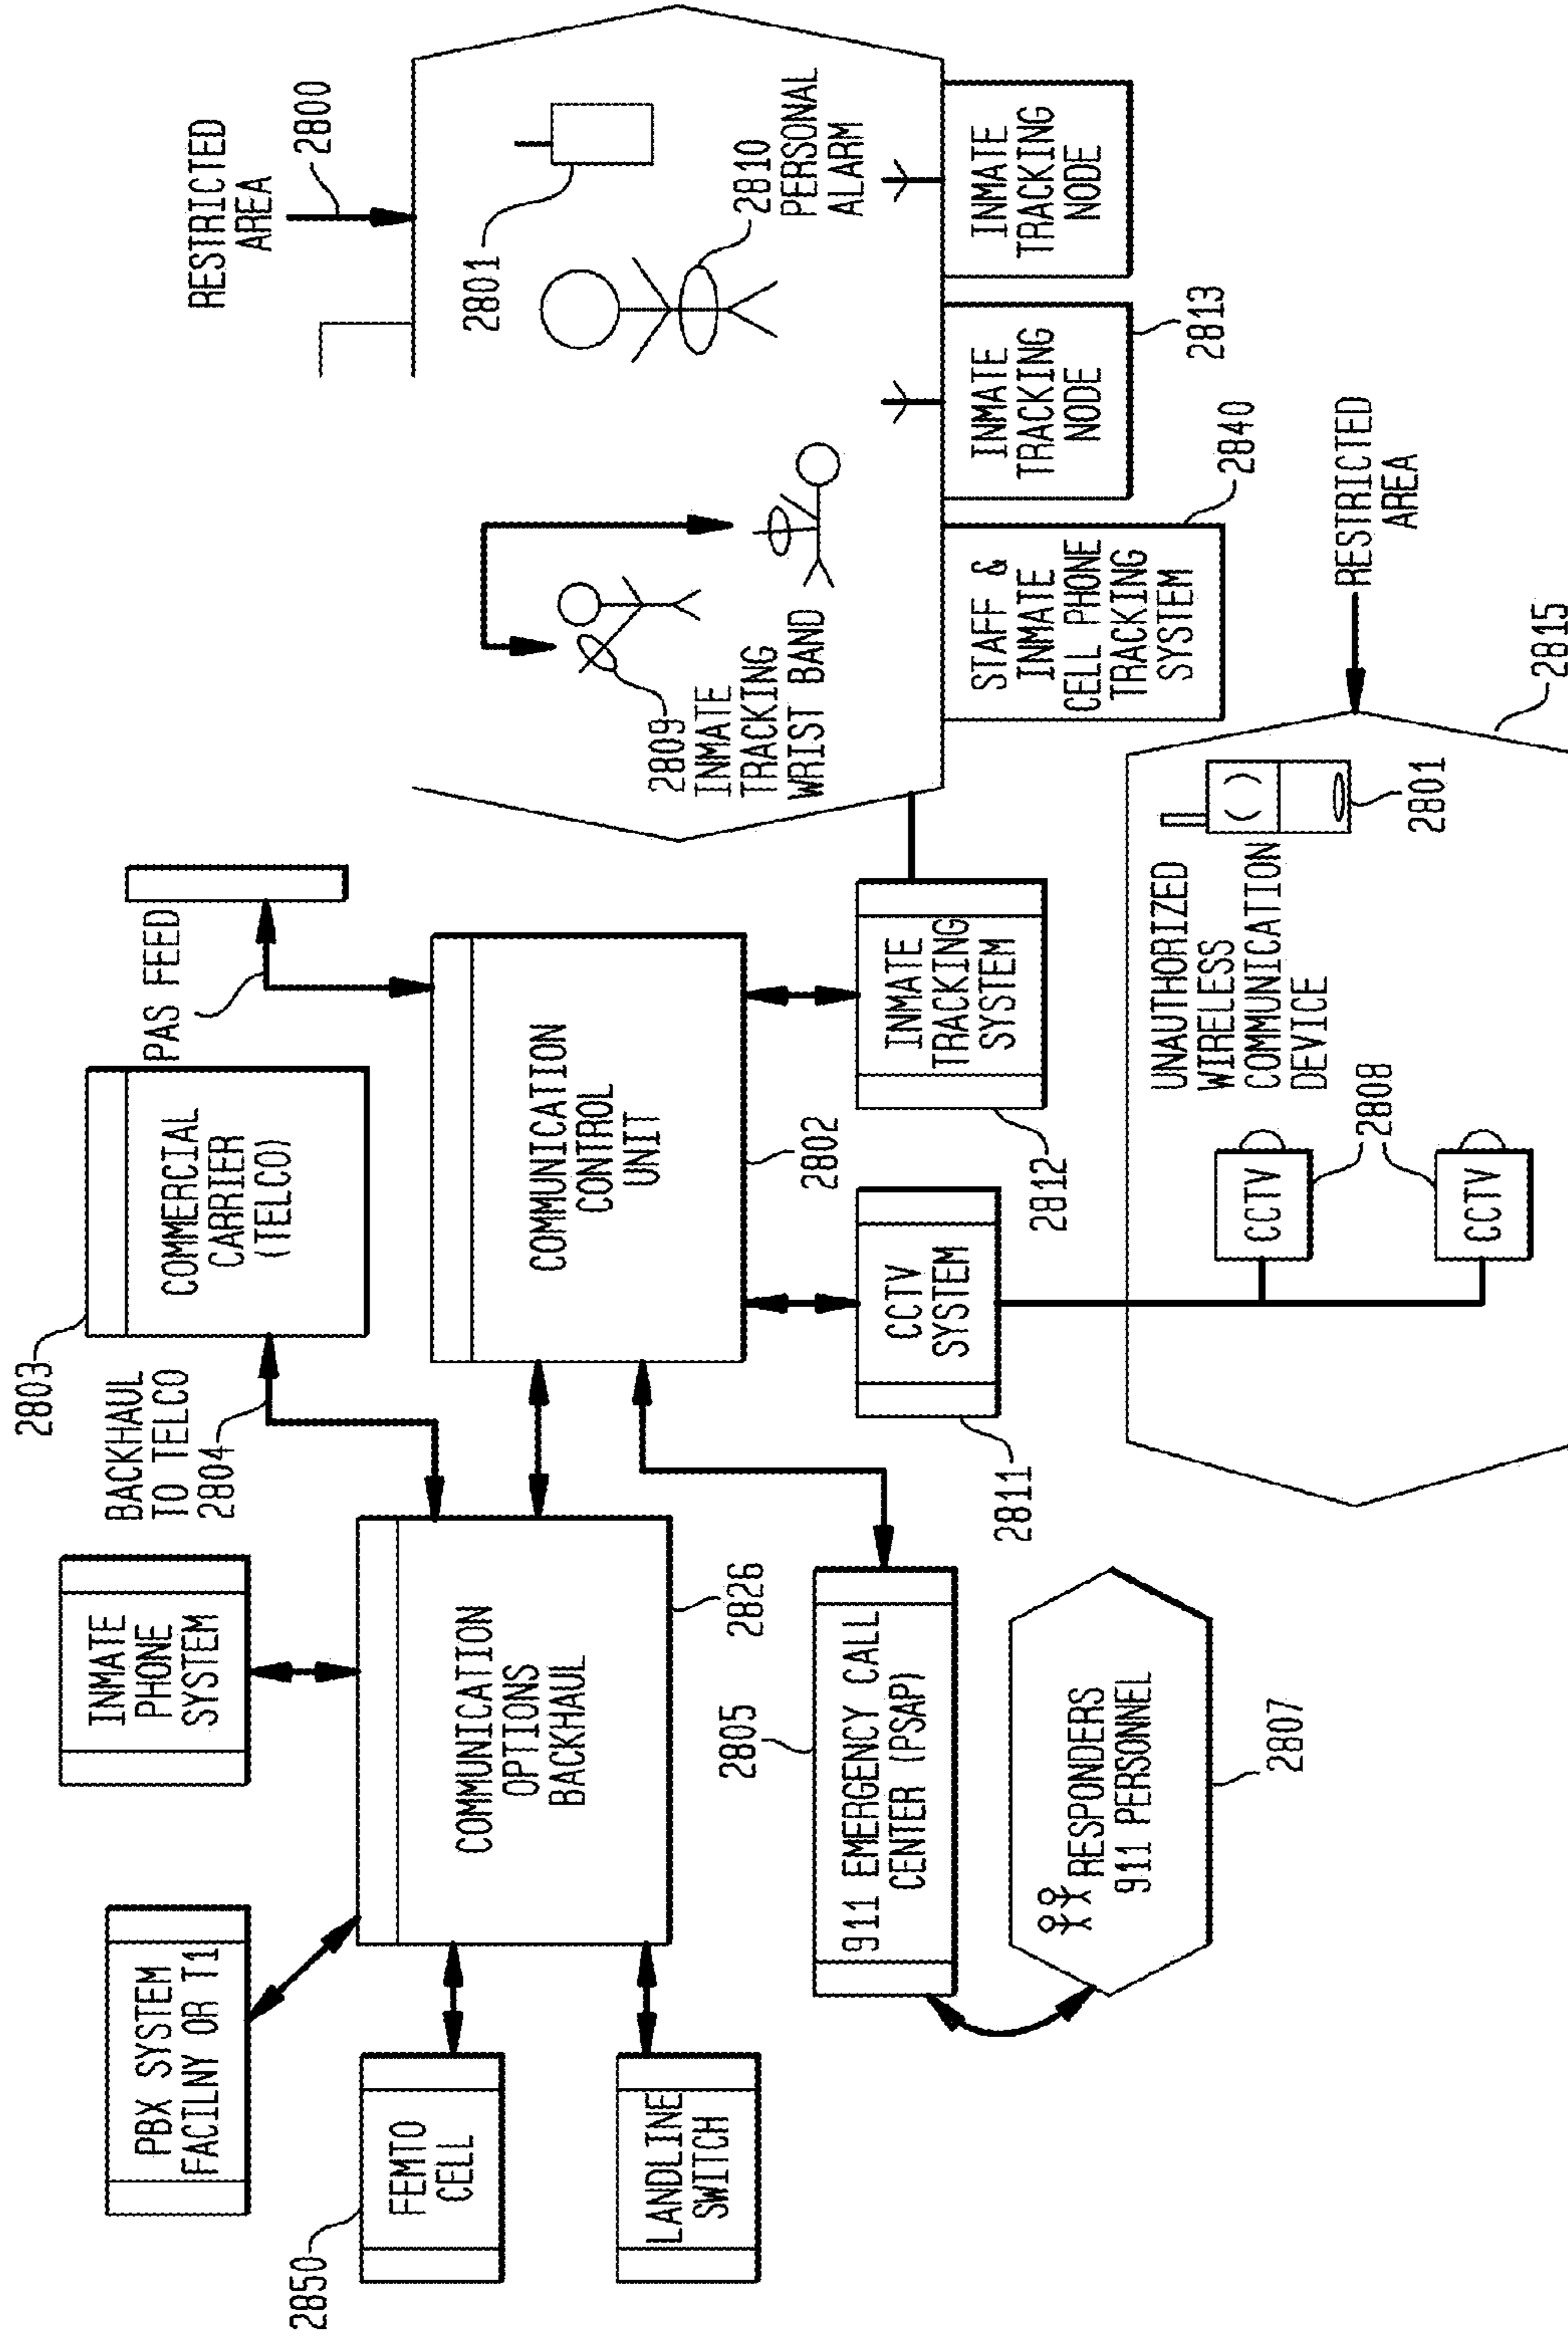 RESTRICTED
AREA
2800
2801
2810
PERSONAL
ALARM
2809
INMATE
TRACKING
WRIST BAND
INMATE
TRACKING
NODE
INMATE
TRACKING
NODE
2813
STAFF &
INMATE
CELL PHONE
TRACKING
SYSTEM
2840
PAS FEED
2803
COMMERCIAL
CARRIER
(TELCO)
BACKHAUL
TO TELCO
2804
COMMUNICATION
CONTROL
UNIT
2802
INMATE
TRACKING
SYSTEM
2812
CCTV
SYSTEM
2811
RESTRICTED
AREA
2815
UNAUTHORIZED
WIRELESS
COMMUNICATION
DEVICE
2801
CCTV
2808
CCTV
INMATE
PHONE
SYSTEM
PBX SYSTEM
FACILNY OR T1
COMMUNICATION
OPTIONS
BACKHAUL
2826
2850
FEMTO
CELL
LANDLINE
SWITCH
2805
911 EMERGENCY CALL
CENTER (PSAP)
RESPONDERS
911 PERSONNEL
2807